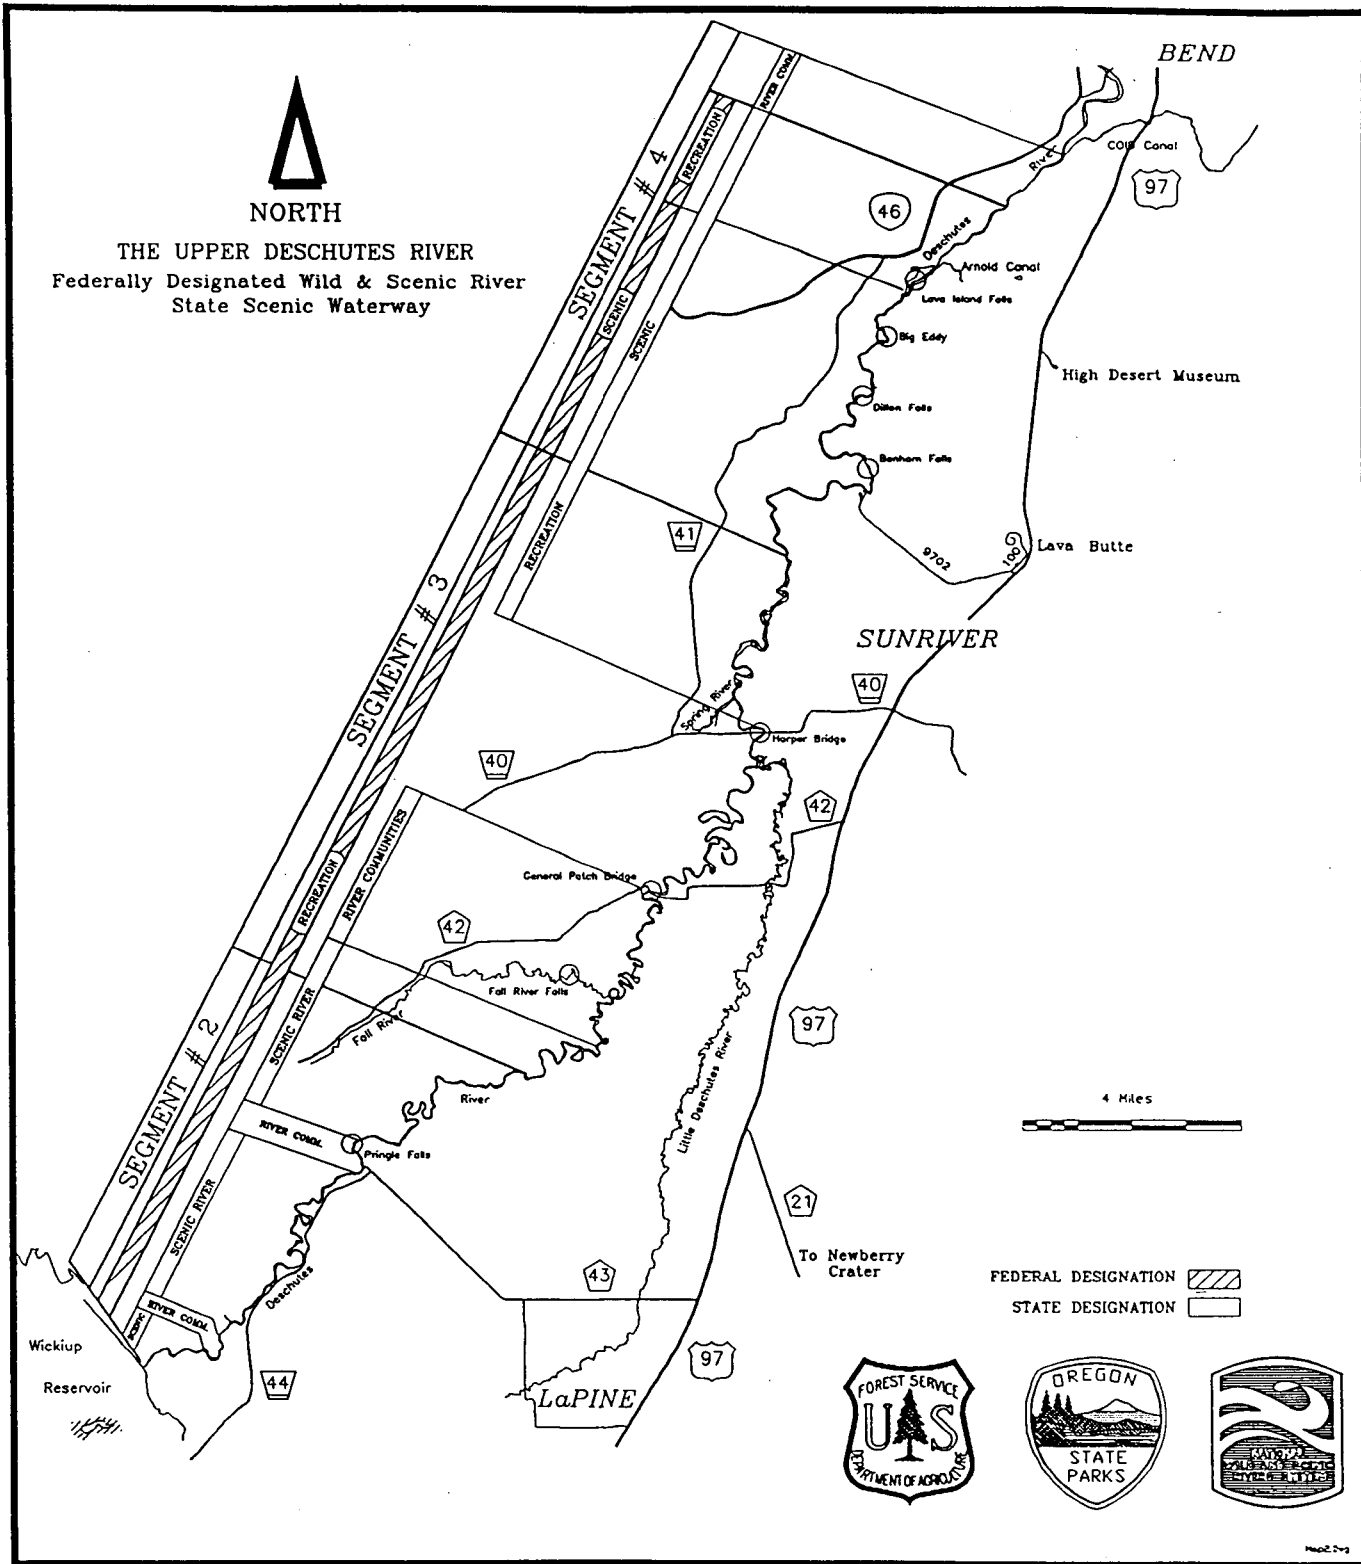 BEND
NORTH
THE UPPER DESCHUTES RIVER
Federally Designated Wild & Scenic River
State Scenic Waterway
SEGMENT # 4
RECREATION
RIVER COMM.
SCENIC
SCENIC
River
COID Canal
97
46
Deschutes
Arnold Canal
Lava Island Falls
Big Eddy
High Desert Museum
Dillon Falls
Benham Falls
SEGMENT # 3
RECREATION
41
9702
100
Lava Butte
SUNRIVER
40
Spring River
Harper Bridge
40
42
RIVER COMMUNITIES
RECREATION
General Patch Bridge
42
Fall River Falls
Fall River
SEGMENT # 2
SCENIC RIVER
97
River
Little Deschutes River
4 Miles
RIVER COMM.
Pringle Falls
SCENIC RIVER
21
To Newberry
Crater
43
Deschutes
RIVER COMM.
SCENIC
FEDERAL DESIGNATION
STATE DESIGNATION
Wickiup
Reservoir
44
97
LaPINE
FOREST SERVICE
U S
DEPARTMENT OF AGRICULTURE
OREGON
STATE
PARKS
NATIONAL